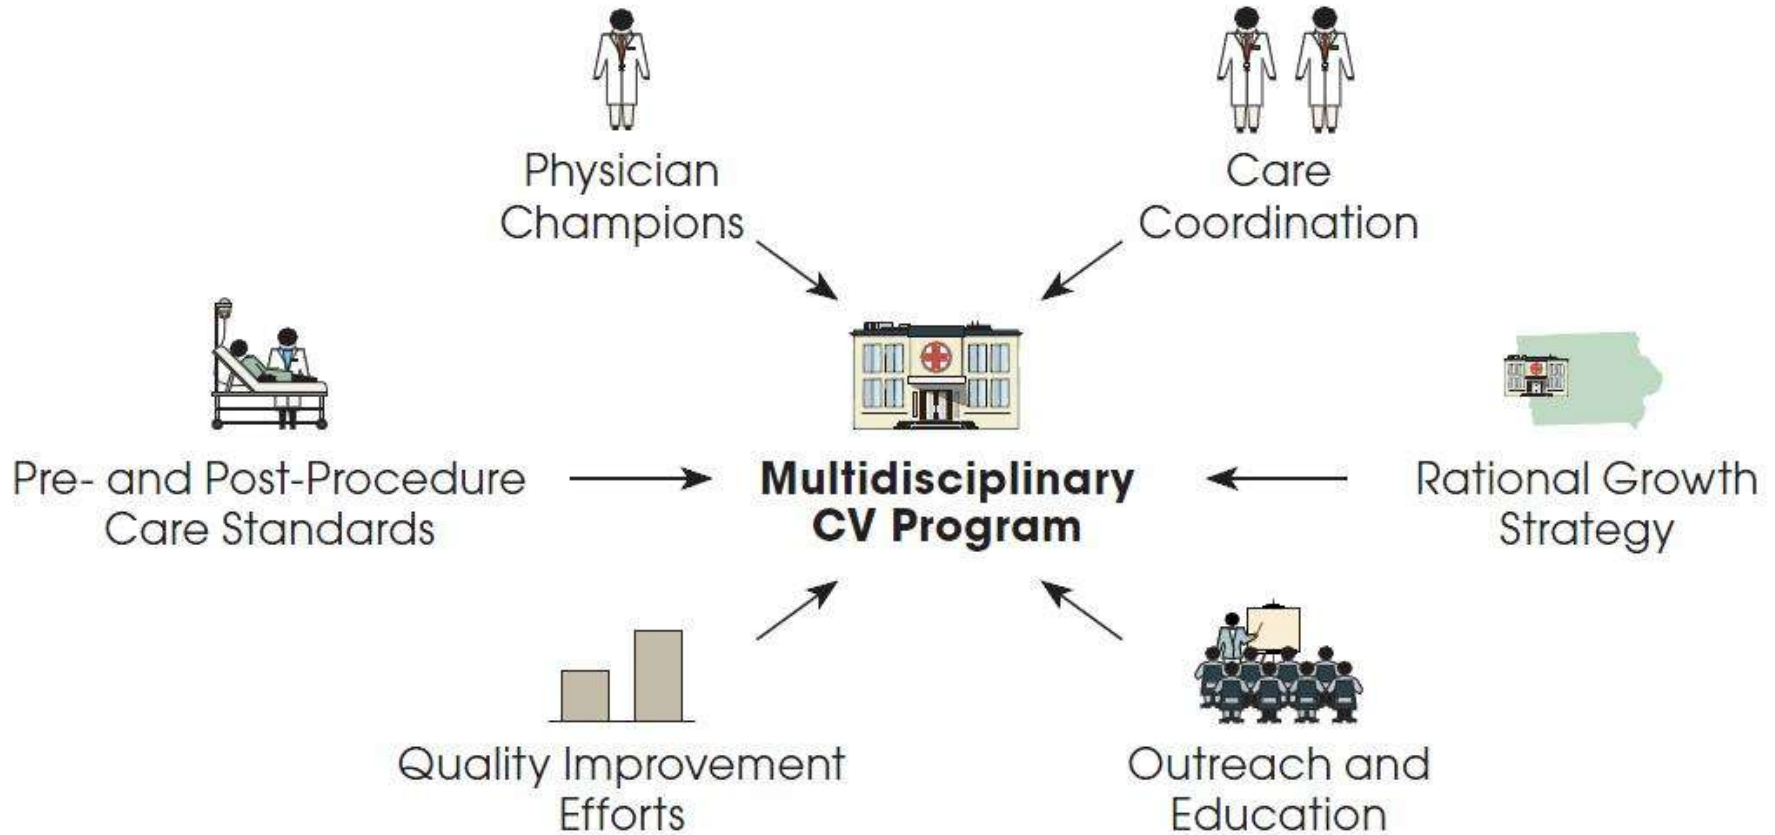 Physician
Champions
Care
Coordination
Pre- and Post-Procedure
Care Standards
Multidisciplinary
CV Program
Rational Growth
Strategy
Quality Improvement
Efforts
Outreach and
Education